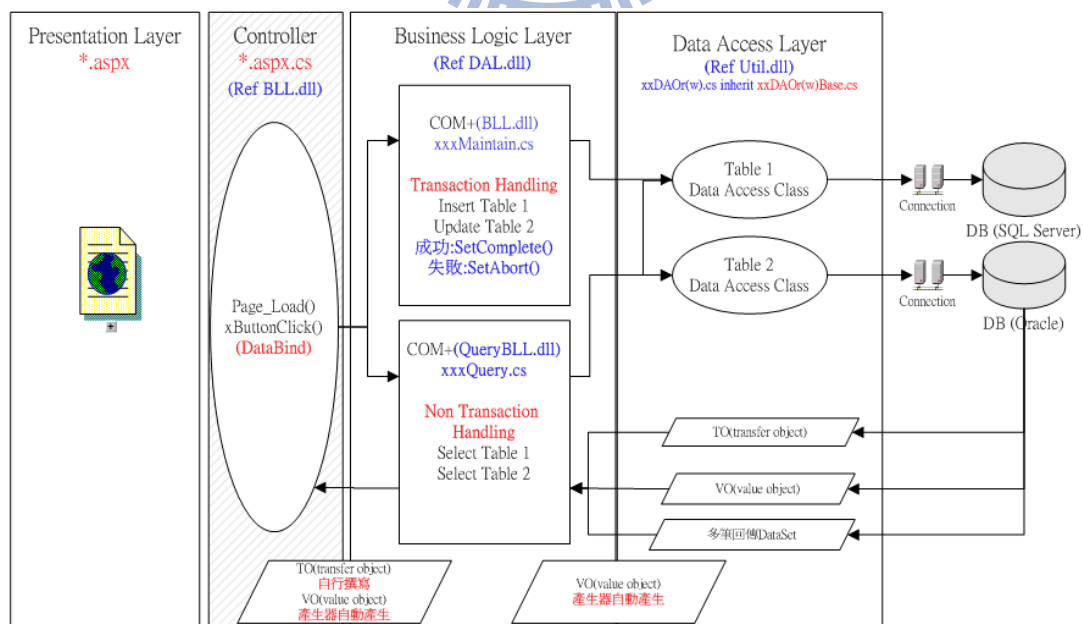 Presentation Layer
*.aspx
Controller
*.aspx.cs
(Ref BLL.dll)
Page_Load()
xButtonClick()
(DataBind)
Business Logic Layer
(Ref DAL.dll)
COM+(BLL.dll)
xxxMaintain.cs
Transaction Handling
Insert Table 1
Update Table 2
成功:SetComplete()
失敗:SetAbort()
COM+(QueryBLL.dll)
xxxQuery.cs
Non Transaction
Handling
Select Table 1
Select Table 2
Data Access Layer
(Ref Util.dll)
xxDAOr(w).cs inherit xxDAOr(w)Base.cs
Table 1
Data Access Class
Table 2
Data Access Class
Connection
DB (SQL Server)
Connection
DB (Oracle)
TO(transfer object)
VO(value object)
多筆回傳DataSet
TO(transfer object)
自行撰寫
VO(value object)
產生器自動產生
VO(value object)
產生器自動產生